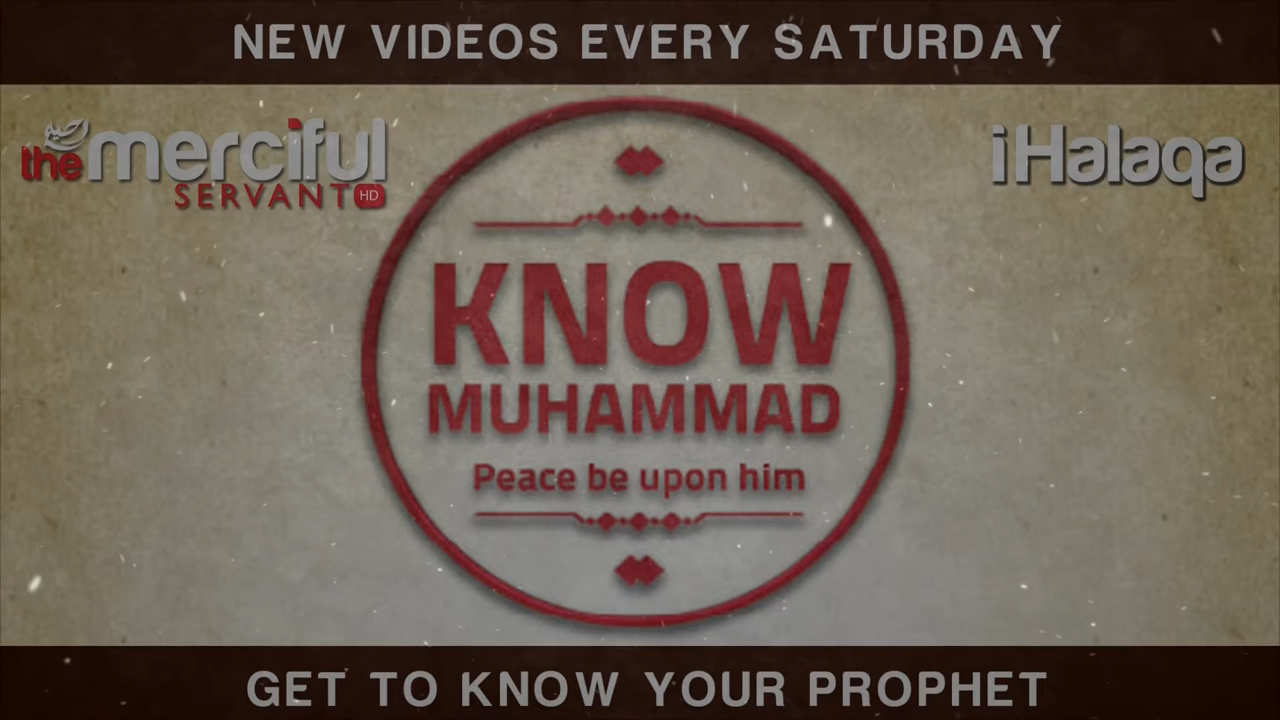 NEW VIDEOS EVERY SATURDAY
the merciful
SERVANT HD
iHalaqa
KNOW
MUHAMMAD
Peace be upon him
GET TO KNOW YOUR PROPHET